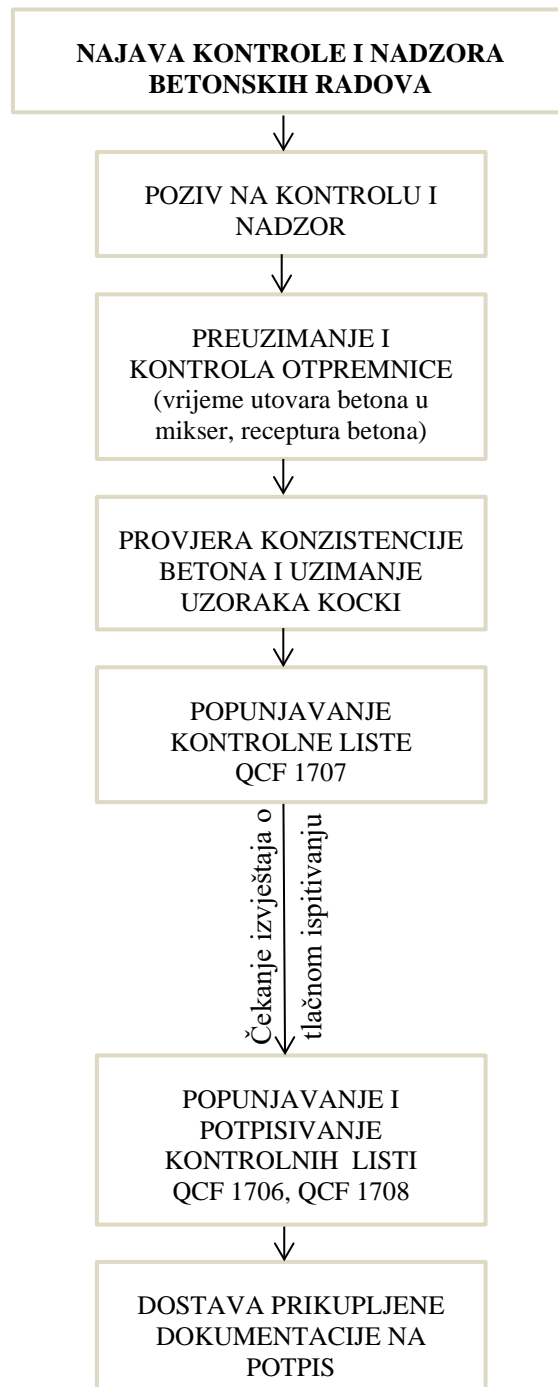 NAJAVA KONTROLE I NADZORA
BETONSKIH RADOVA
POZIV NA KONTROLU I
NADZOR
PREUZIMANJE I
KONTROLA OTPREMNICE
(vrijeme utovara betona u
mikser, receptura betona)
PROVJERA KONZISTENCIJE
BETONA I UZIMANJE
UZORAKA KOCKI
POPUNJAVANJE
KONTROLNE LISTE
QCF 1707
Čekanje izvještaja o
tlačnom ispitivanju
POPUNJAVANJE I
POTPISIVANJE
KONTROLNIH LISTI
QCF 1706, QCF 1708
DOSTAVA PRIKUPLJENE
DOKUMENTACIJE NA
POTPIS